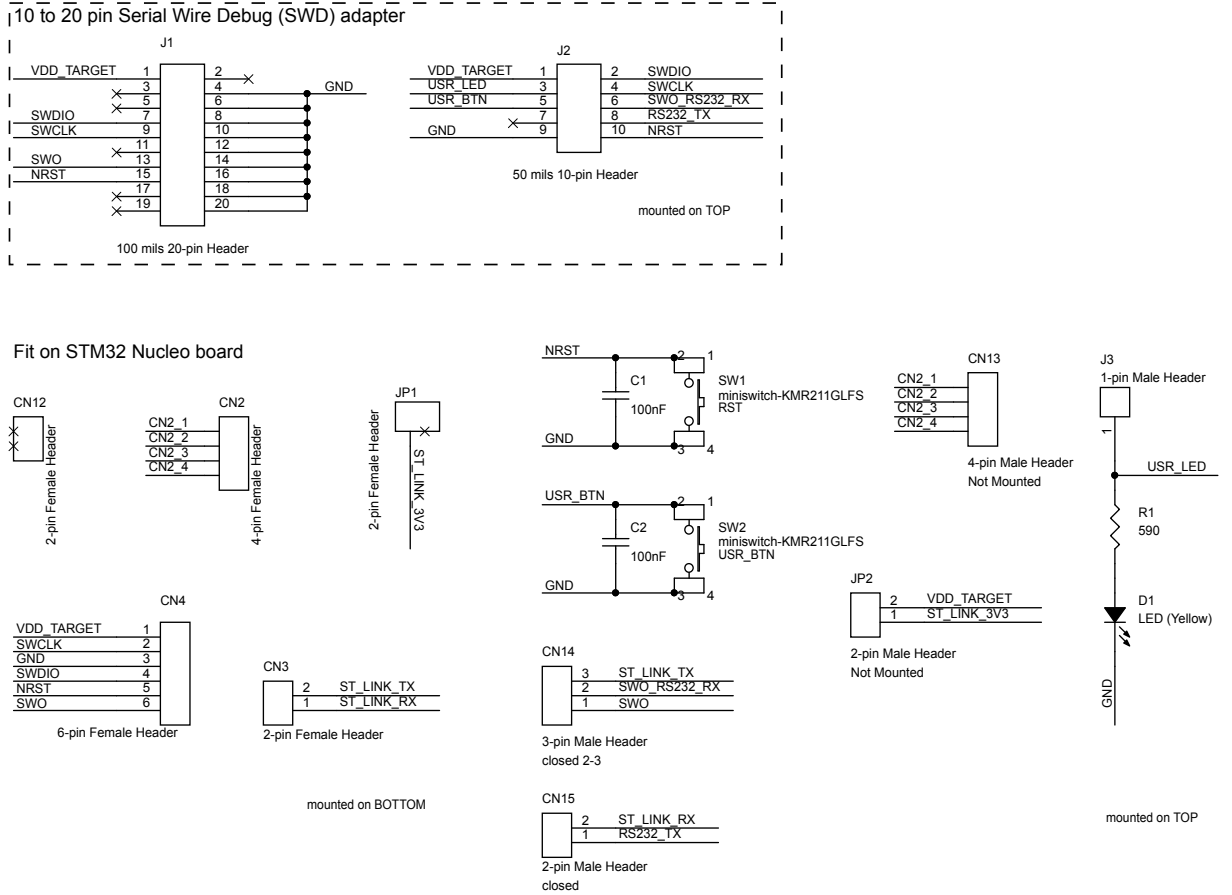 10 to 20 pin Serial Wire Debug (SWD) adapter
J1
VDD_TARGET 1 2
3 4 GND
5 6
SWDIO 7 8
SWCLK 9 10
11 12
SWO 13 14
NRST 15 16
17 18
19 20
100 mils 20-pin Header
J2
VDD_TARGET 1 2 SWDIO
USR_LED 3 4 SWCLK
USR_BTN 5 6 SWO_RS232_RX
7 8 RS232_TX
GND 9 10 NRST
50 mils 10-pin Header
mounted on TOP
Fit on STM32 Nucleo board
CN12
2-pin Female Header
CN2
CN2_1
CN2_2
CN2_3
CN2_4
4-pin Female Header
JP1
2-pin Female Header
ST_LINK_3V3
NRST 2 1
C1
100nF
SW1
miniswitch-KMR211GLFS
RST
GND 3 4
USR_BTN 2 1
C2
100nF
SW2
miniswitch-KMR211GLFS
USR_BTN
GND 3 4
CN13
CN2_1
CN2_2
CN2_3
CN2_4
4-pin Male Header
Not Mounted
J3
1-pin Male Header
1
USR_LED
R1
590
D1
LED (Yellow)
GND
JP2
2 VDD_TARGET
1 ST_LINK_3V3
2-pin Male Header
Not Mounted
CN4
VDD_TARGET 1
SWCLK 2
GND 3
SWDIO 4
NRST 5
SWO 6
6-pin Female Header
CN3
2 ST_LINK_TX
1 ST_LINK_RX
2-pin Female Header
CN14
3 ST_LINK_TX
2 SWO_RS232_RX
1 SWO
3-pin Male Header
closed 2-3
mounted on BOTTOM
CN15
2 ST_LINK_RX
1 RS232_TX
2-pin Male Header
closed
mounted on TOP